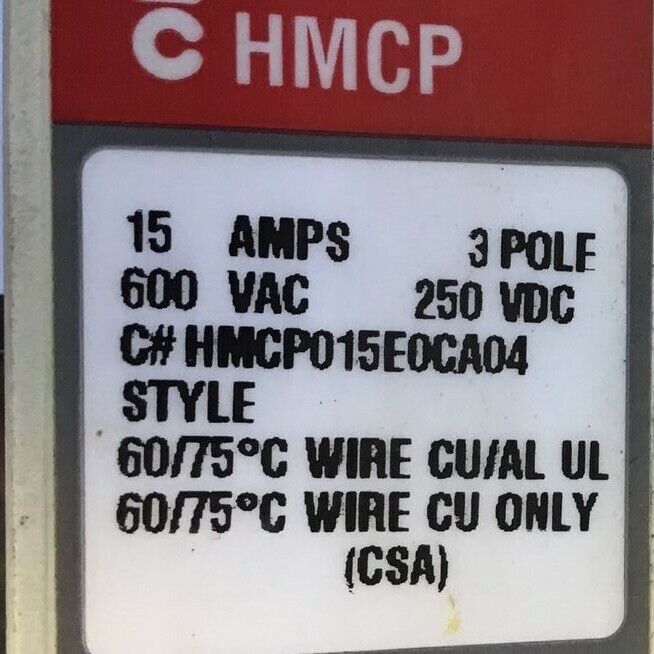 C HMCP
15 AMPS 3 POLE
600 VAC 250 VDC
C# HMCP015E0CA04
STYLE
60/75°C WIRE CU/AL UL
60/75°C WIRE CU ONLY
(CSA)